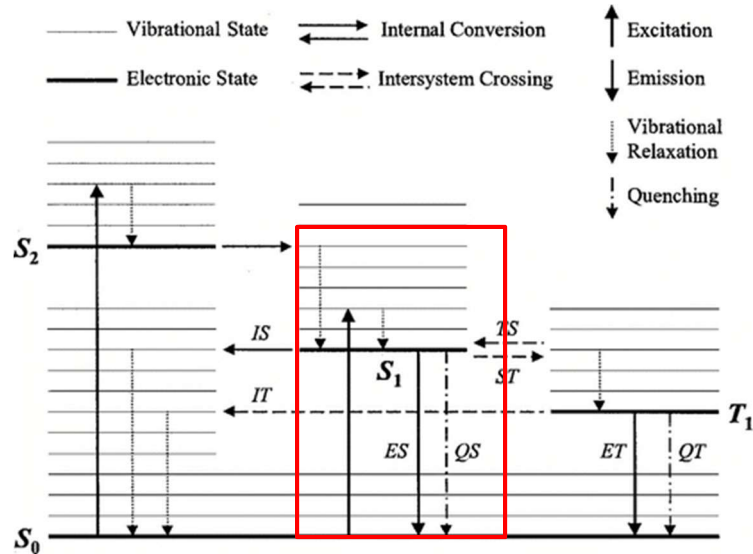 Vibrational State
Internal Conversion
Excitation
Electronic State
Intersystem Crossing
Emission
Vibrational
Relaxation
Quenching
S2
IS
TS
S1
ST
IT
T1
ES
QS
ET
QT
S0